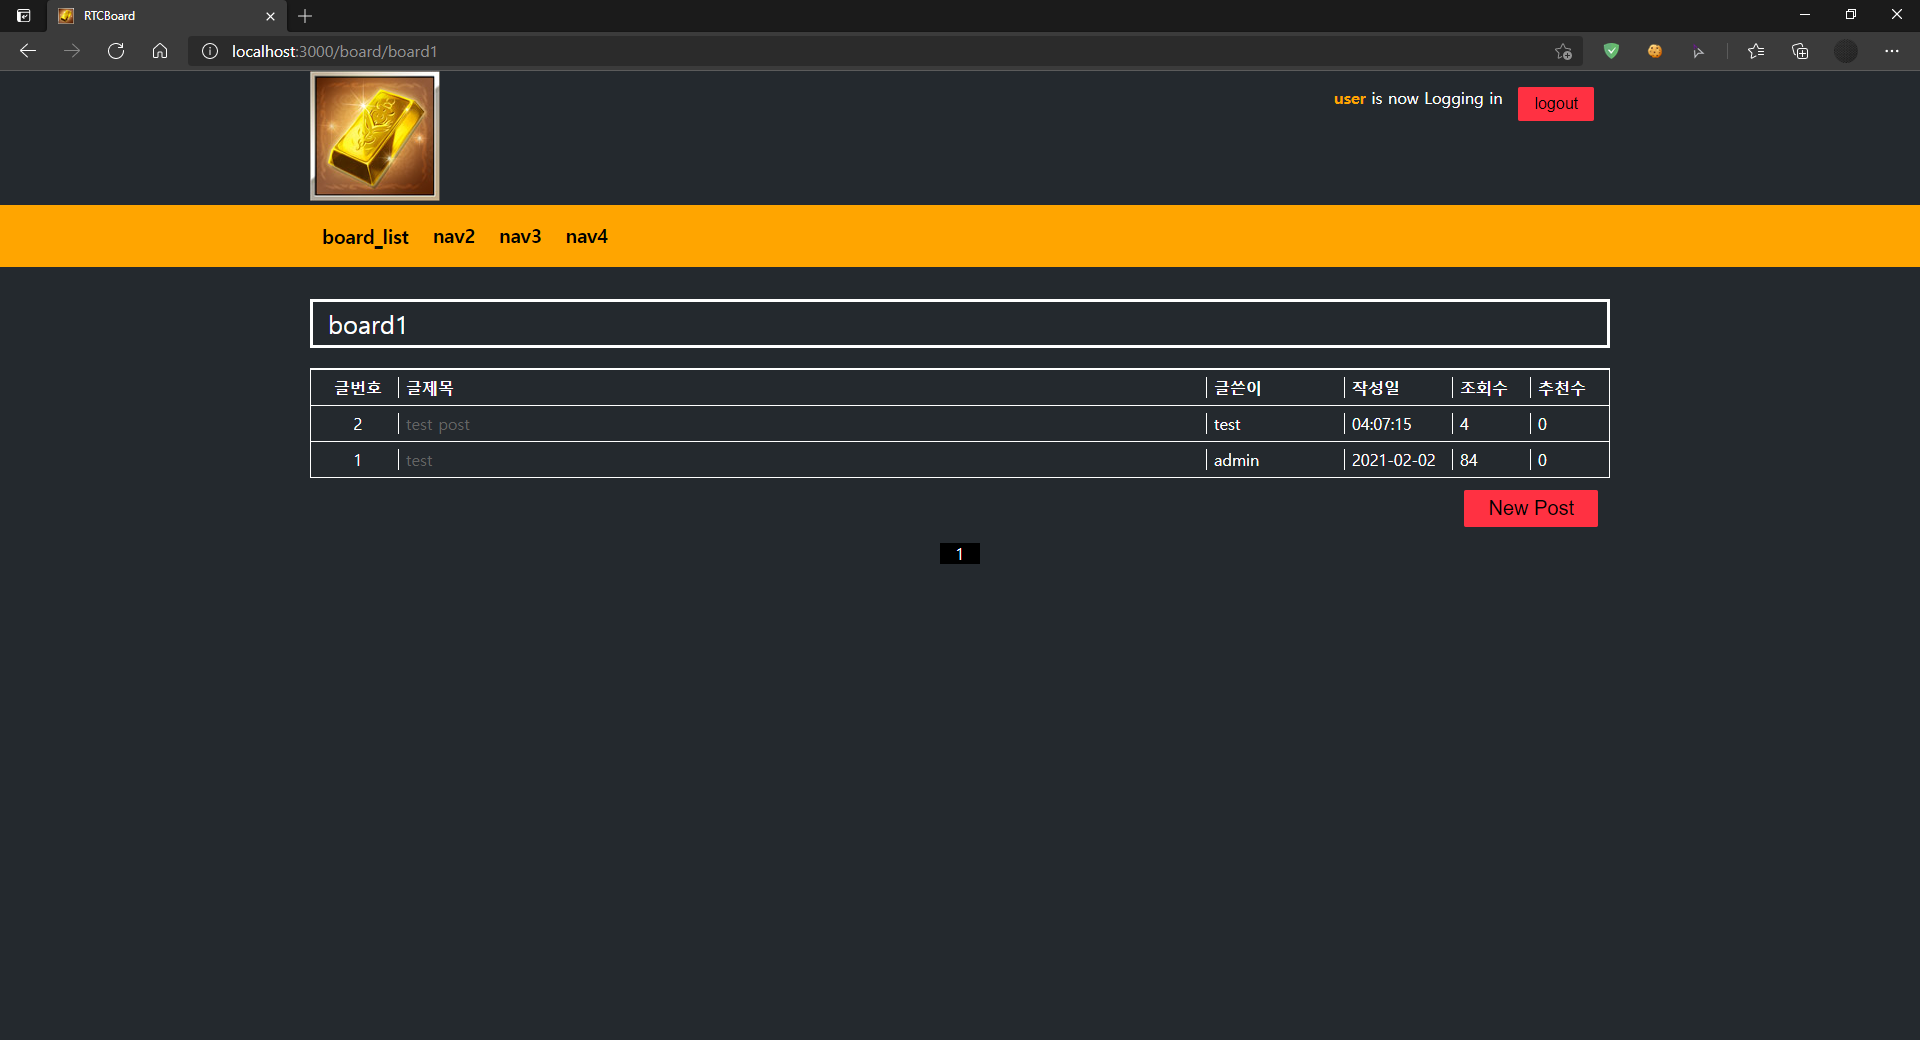 RTCBoard
localhost:3000/board/board1
user is now Logging in logout
board_list nav2 nav3 nav4
board1
글번호 글제목 글쓴이 작성일 조회수 추천수
2 test post test 04:07:15 4 0
1 test admin 2021-02-02 84 0
New Post
1